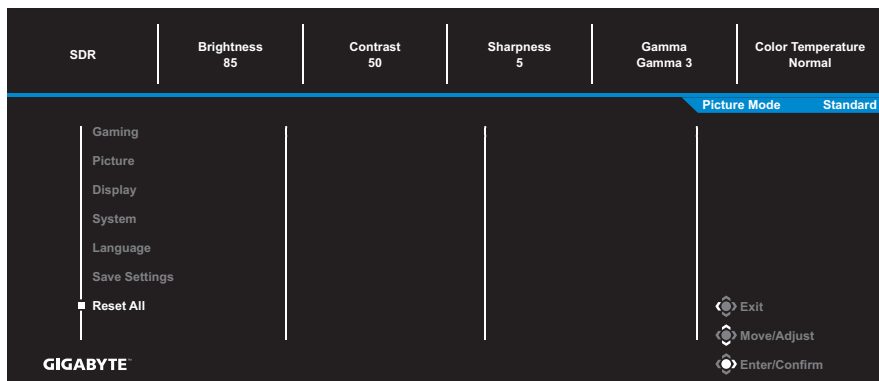 SDR
Brightness
85
Contrast
50
Sharpness
5
Gamma
Gamma 3
Color Temperature
Normal
Picture Mode Standard
Gaming
Picture
Display
System
Language
Save Settings
Reset All
Exit
Move/Adjust
Enter/Confirm
GIGABYTE™